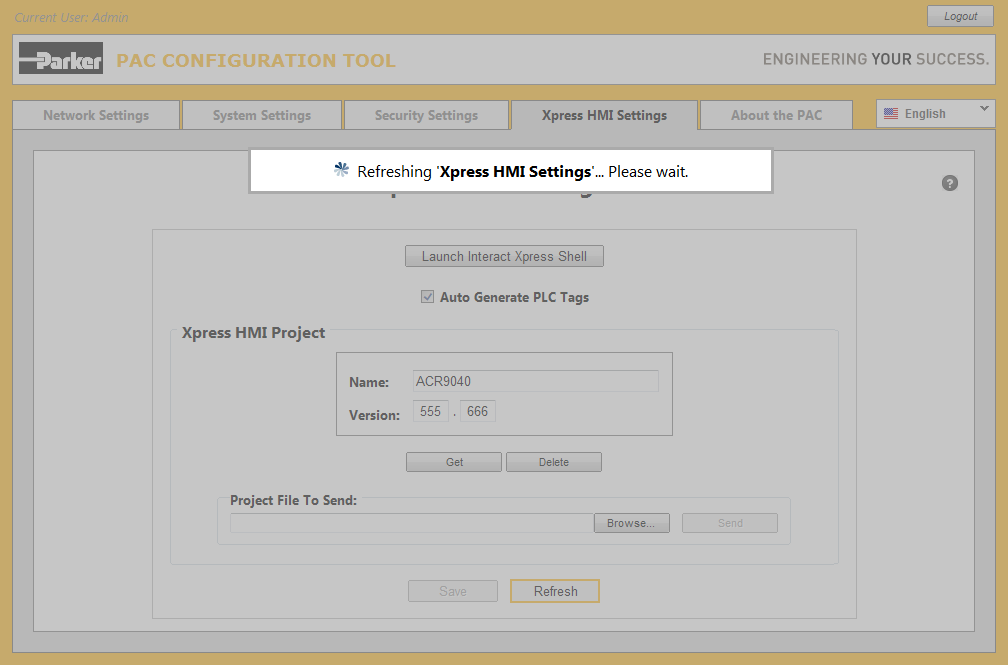 Current User: Admin
Logout
Parker PAC CONFIGURATION TOOL ENGINEERING YOUR SUCCESS.
Network Settings System Settings Security Settings Xpress HMI Settings About the PAC English
Refreshing 'Xpress HMI Settings'... Please wait.
?
Launch Interact Xpress Shell
Auto Generate PLC Tags
Xpress HMI Project
Name: ACR9040
Version: 555 . 666
Get Delete
Project File To Send:
Browse... Send
Save Refresh